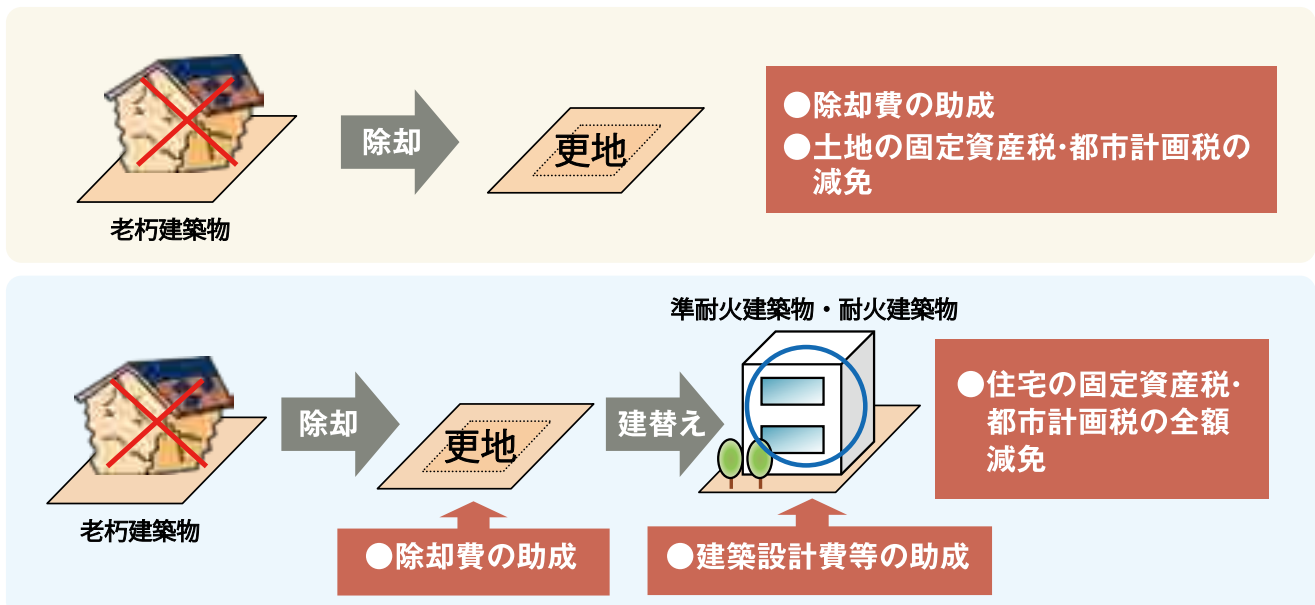 除却
更地
老朽建築物
●除却費の助成
●土地の固定資産税･都市計画税の
減免
準耐火建築物・耐火建築物
除却
更地
建替え
老朽建築物
●住宅の固定資産税･
都市計画税の全額
減免
●除却費の助成
●建築設計費等の助成